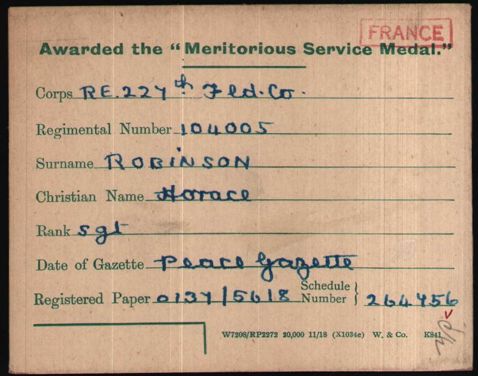 FRANCE
Awarded the “Meritorious Service Medal.”
Corps RE. 227th Fld. Co.
Regimental Number 104005
Surname ROBINSON
Christian Name Horace
Rank Sgt
Date of Gazette Peace Gazette
Registered Paper 0137/5618 Schedule Number } 264756
W7208/RP2272 20,000 11/18 (X1034c) W. & Co. K841